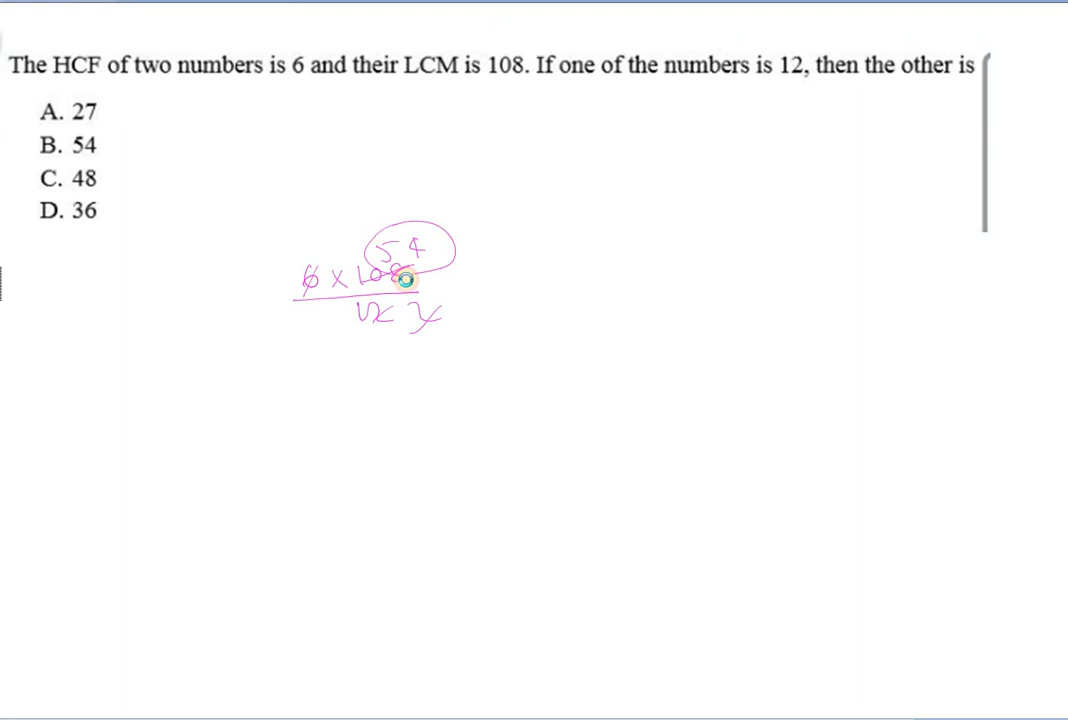 The HCF of two numbers is 6 and their LCM is 108. If one of the numbers is 12, then the other is
A. 27
B. 54
C. 48
D. 36
54
6 × 108
12